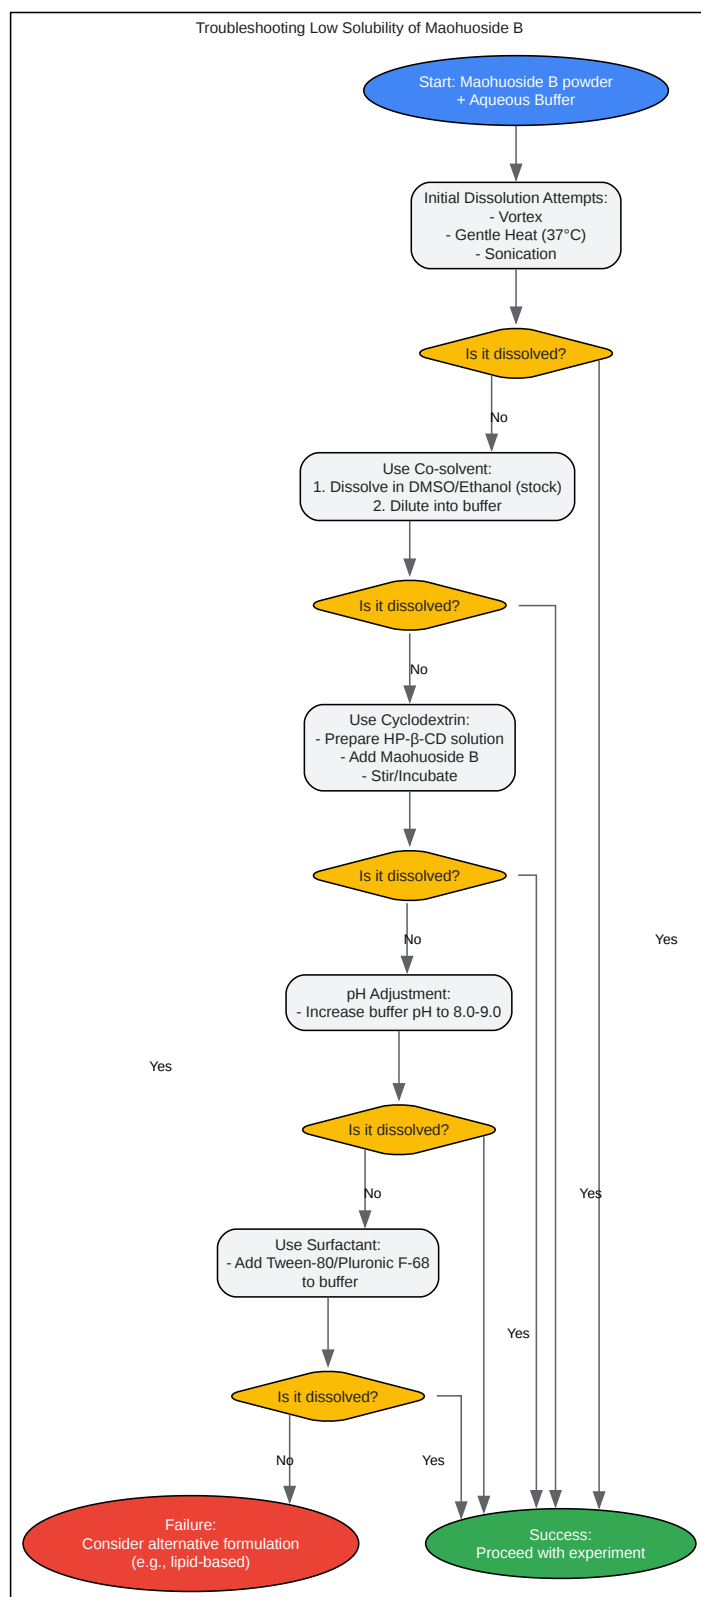 Troubleshooting Low Solubility of Maohuoside B
Start: Maohuoside B powder
+ Aqueous Buffer
Initial Dissolution Attempts:
- Vortex
- Gentle Heat (37°C)
- Sonication
Is it dissolved?
No
Use Co-solvent:
1. Dissolve in DMSO/Ethanol (stock)
2. Dilute into buffer
Is it dissolved?
No
Use Cyclodextrin:
- Prepare HP-β-CD solution
- Add Maohuoside B
- Stir/Incubate
Is it dissolved?
No
Yes
pH Adjustment:
- Increase buffer pH to 8.0-9.0
Yes
Is it dissolved?
No
Yes
Use Surfactant:
- Add Tween-80/Pluronic F-68
to buffer
Yes
Is it dissolved?
No
Yes
Failure:
Consider alternative formulation
(e.g., lipid-based)
Success:
Proceed with experiment